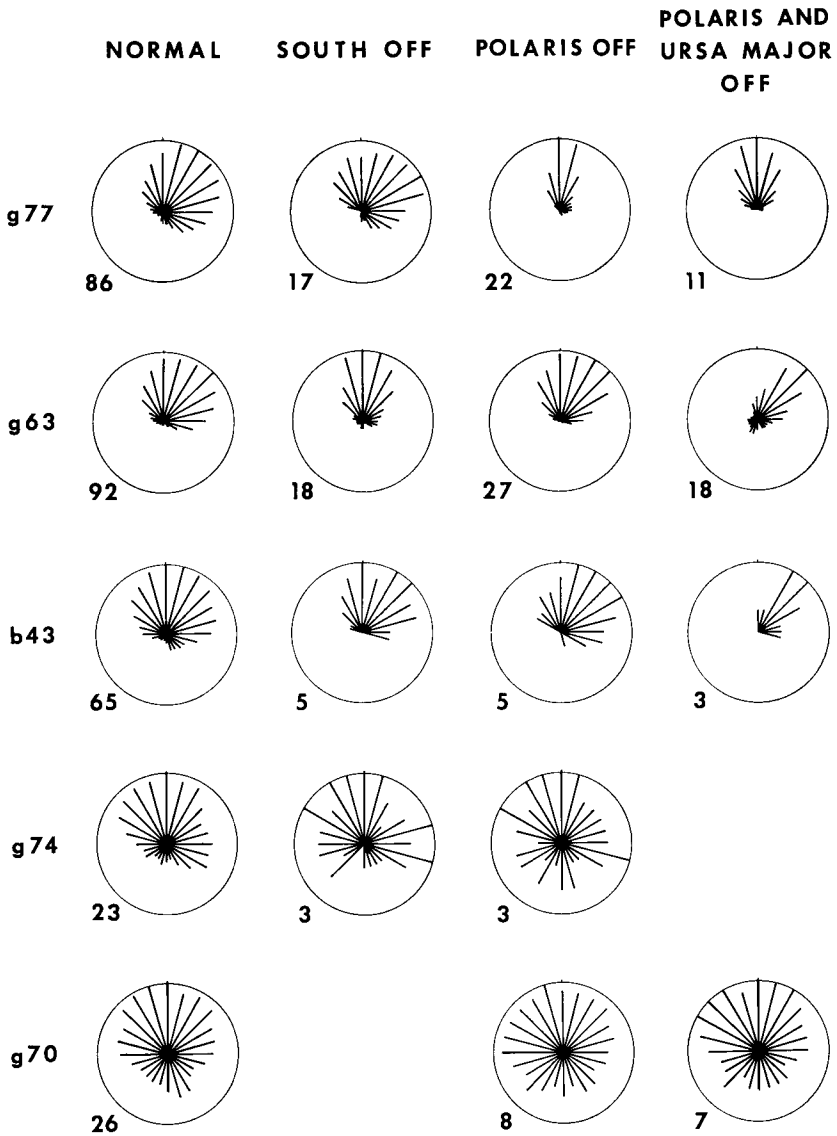 NORMAL
SOUTH OFF
POLARIS OFF
POLARIS AND
URSA MAJOR
OFF
g77
86
17
22
11
g63
92
18
27
18
b43
65
5
5
3
g74
23
3
3
g70
26
8
7